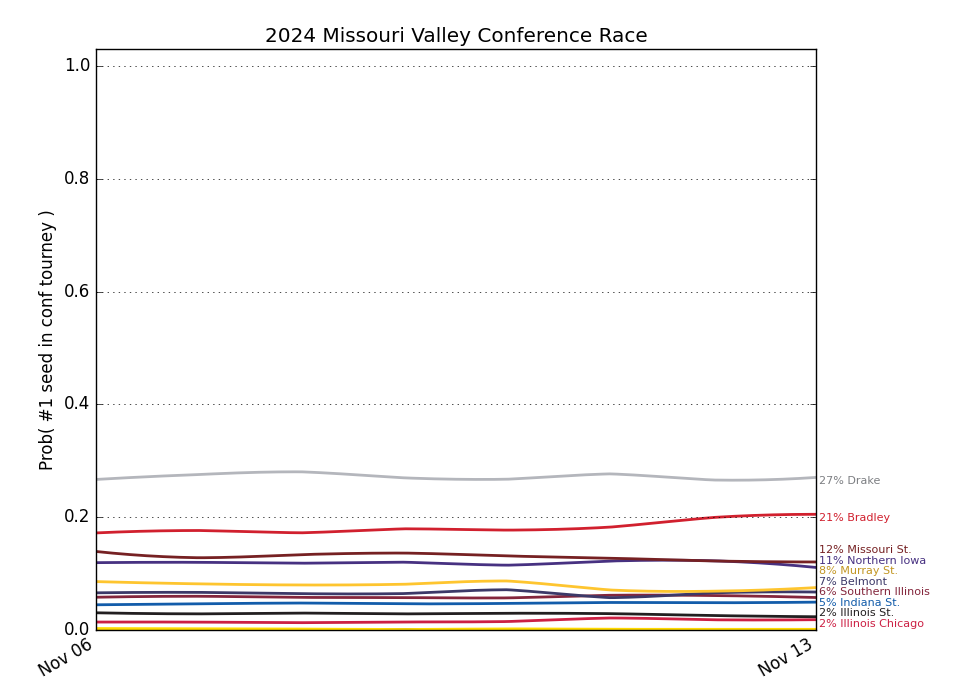 2024 Missouri Valley Conference Race
Prob( #1 seed in conf tourney )
1.0
0.8
0.6
0.4
0.2
0.0
Nov 06
Nov 13
27% Drake
21% Bradley
12% Missouri St.
11% Northern Iowa
8% Murray St.
7% Belmont
6% Southern Illinois
5% Indiana St.
2% Illinois St.
2% Illinois Chicago